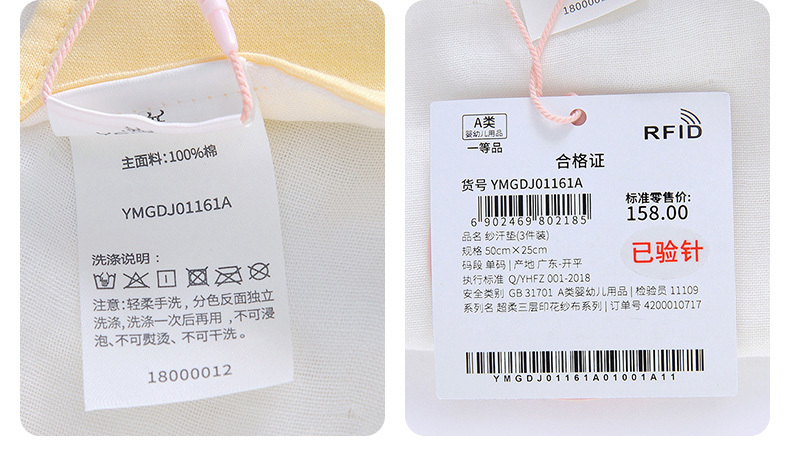 主面料:100%棉
YMGDJ01161A
洗涤说明:
注意:轻柔手洗,分色反面独立
洗涤,洗涤一次后再用,不可浸
泡、不可熨烫、不可干洗。
18000012
18000012
A类
婴幼儿用品
一等品
RFID
合格证
货号 YMGDJ01161A
6 902469 802185
标准零售价:
158.00
品名 纱汗垫(3件装)
规格 50cm×25cm
码段 单码 | 产地 广东-开平
执行标准 Q/YHFZ 001-2018
安全类别 GB 31701 A类婴幼儿用品 | 检验员 11109
系列名 超柔三层印花纱布系列 | 订单号 4200010717
已验针
YMGDJ01161A01001A11